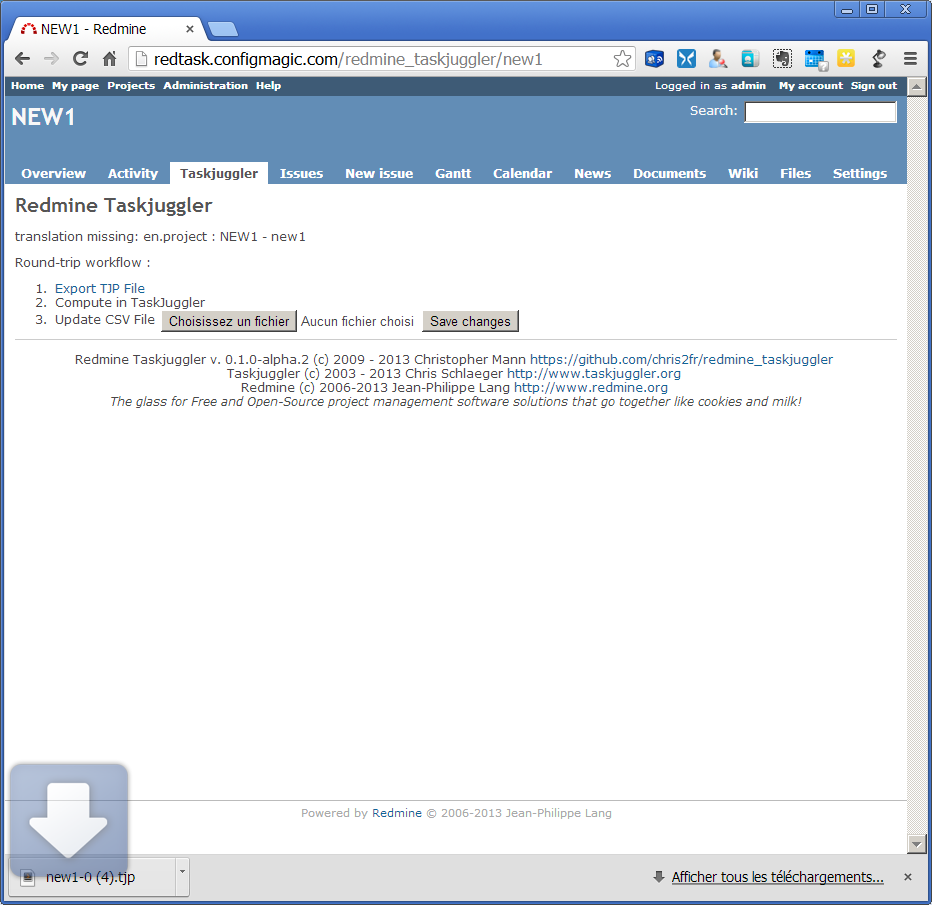 NEW1 - Redmine
redtask.configmagic.com/redmine_taskjuggler/new1
Home My page Projects Administration Help Logged in as admin My account Sign out
NEW1
Search:
Overview Activity Taskjuggler Issues New issue Gantt Calendar News Documents Wiki Files Settings
Redmine Taskjuggler
translation missing: en.project : NEW1 - new1
Round-trip workflow :
1. Export TJP File
2. Compute in TaskJuggler
3. Update CSV File Choisissez un fichier Aucun fichier choisi Save changes
Redmine Taskjuggler v. 0.1.0-alpha.2 (c) 2009 - 2013 Christopher Mann https://github.com/chris2fr/redmine_taskjuggler
Taskjuggler (c) 2003 - 2013 Chris Schlaeger http://www.taskjuggler.org
Redmine (c) 2006-2013 Jean-Philippe Lang http://www.redmine.org
The glass for Free and Open-Source project management software solutions that go together like cookies and milk!
Powered by Redmine © 2006-2013 Jean-Philippe Lang
new1-0 (4).tjp
Afficher tous les téléchargements...